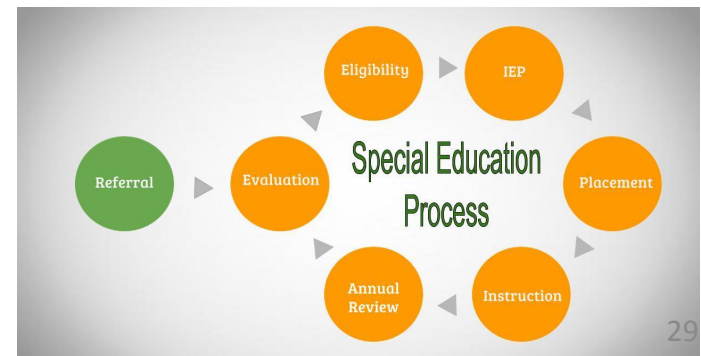 Referral
Evaluation
Eligibility
IEP
Placement
Instruction
Annual
Review
Special Education
Process
29